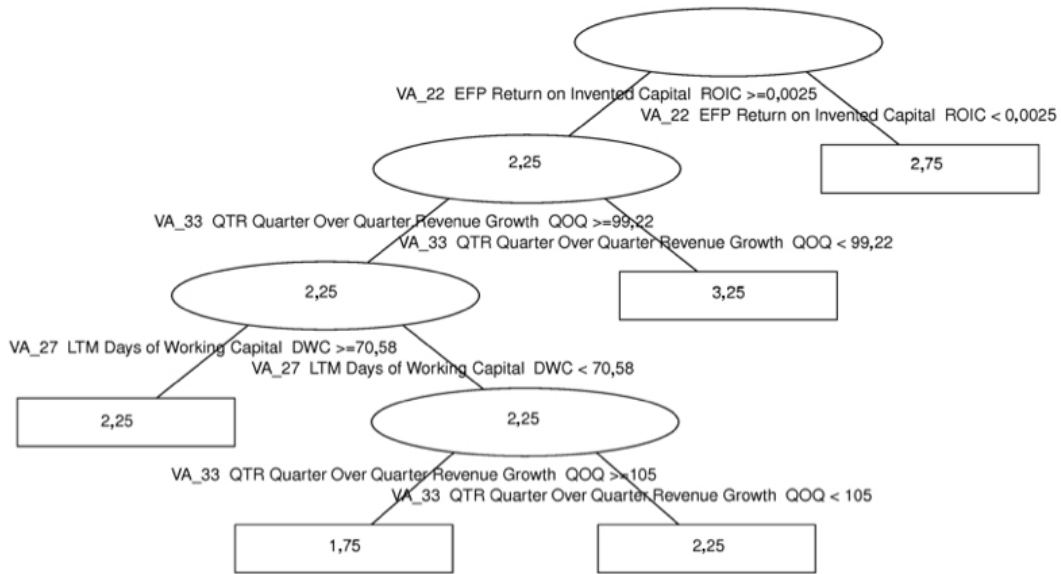 VA_22 EFP Return on Invented Capital ROIC >=0,0025
VA_22 EFP Return on Invented Capital ROIC < 0,0025
2,25
2,75
VA_33 QTR Quarter Over Quarter Revenue Growth QOQ >=99,22
VA_33 QTR Quarter Over Quarter Revenue Growth QOQ < 99,22
2,25
3,25
VA_27 LTM Days of Working Capital DWC >=70,58
VA_27 LTM Days of Working Capital DWC < 70,58
2,25
2,25
VA_33 QTR Quarter Over Quarter Revenue Growth QOQ >=105
VA_33 QTR Quarter Over Quarter Revenue Growth QOQ < 105
1,75
2,25